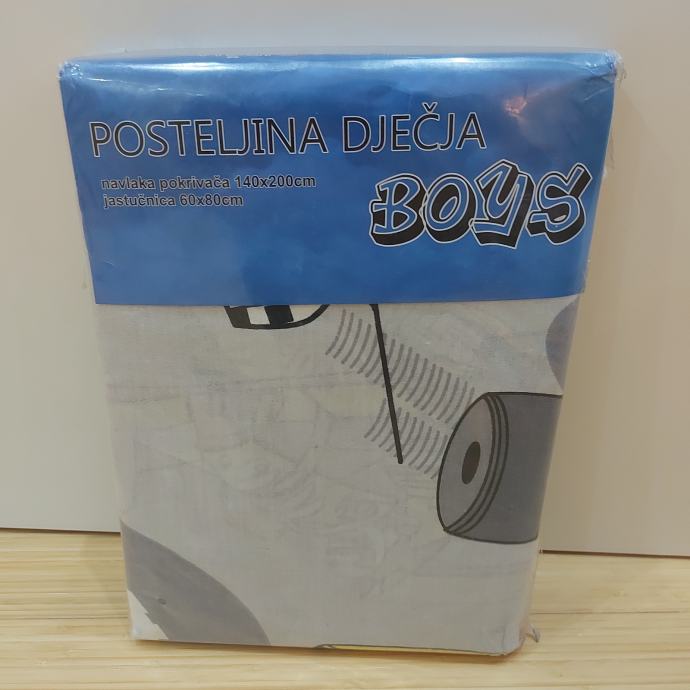 POSTELJINA DJEČJA
navlaka pokrivača 140x200cm
jastučnica 60x80cm
BOYS